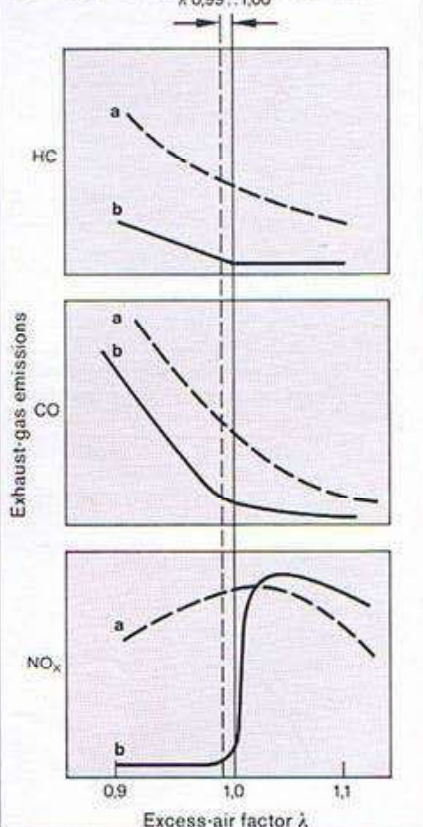 λ 0,99...1,00
a
HC
b
a
b
CO
Exhaust-gas emissions
a
NOx
b
0,9
1,0
1,1
Excess-air factor λ